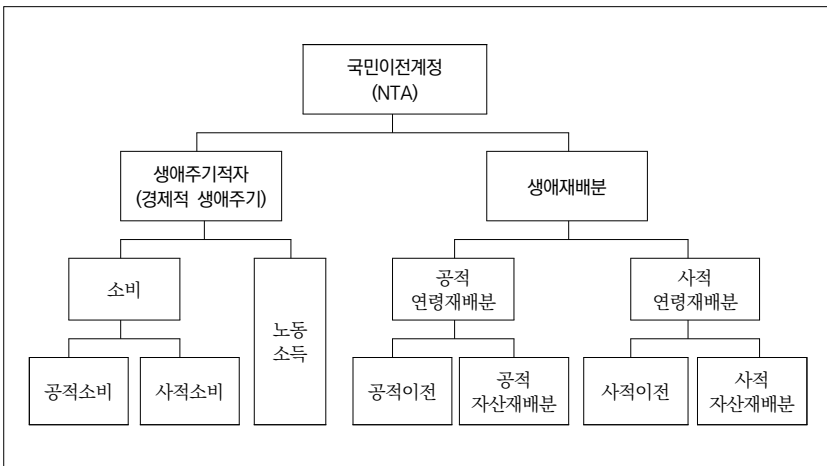 국민이전계정
(NTA)
생애주기적자
(경제적 생애주기)
생애재배분
소비
노동
소득
공적
연령재배분
사적
연령재배분
공적소비
사적소비
공적이전
공적
자산재배분
사적이전
사적
자산재배분